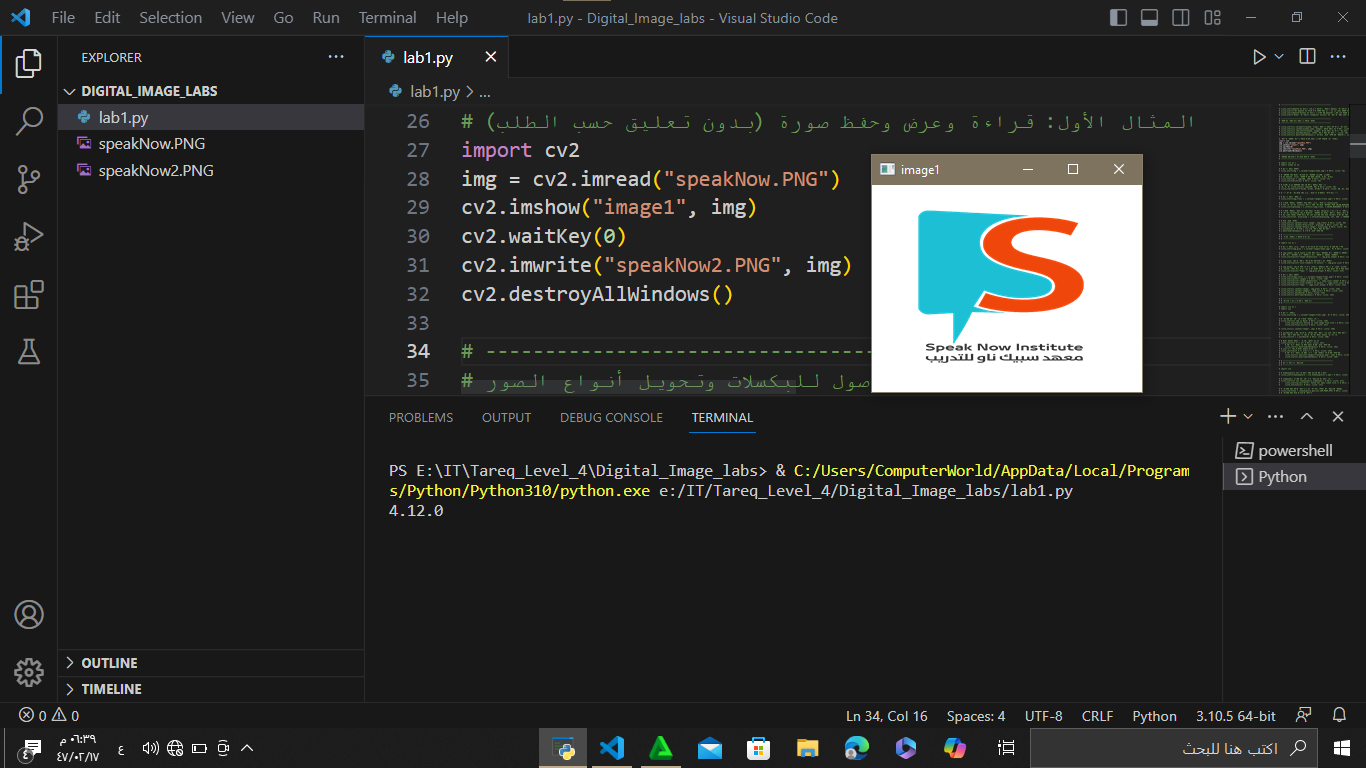 File Edit Selection View Go Run Terminal Help
lab1.py - Digital_Image_labs - Visual Studio Code
EXPLORER
DIGITAL_IMAGE_LABS
lab1.py
speakNow.PNG
speakNow2.PNG
OUTLINE
TIMELINE
lab1.py
lab1.py > ...
26 # المثال الأول: قراءة وعرض وحفظ صورة (بدون تعليق حسب الطلب)
27 import cv2
28 img = cv2.imread("speakNow.PNG")
29 cv2.imshow("image1", img)
30 cv2.waitKey(0)
31 cv2.imwrite("speakNow2.PNG", img)
32 cv2.destroyAllWindows()
33
34 # ---------------------------------
35 # صول للبكسلات وتحويل أنواع الصور
image1
S
Speak Now Institute
معهد سبيك ناو للتدريب
PROBLEMS OUTPUT DEBUG CONSOLE TERMINAL
PS E:\IT\Tareq_Level_4\Digital_Image_labs> & C:/Users/ComputerWorld/AppData/Local/Program
s/Python/Python310/python.exe e:/IT/Tareq_Level_4/Digital_Image_labs/lab1.py
4.12.0
powershell
Python
0 0
Ln 34, Col 16 Spaces: 4 UTF-8 CRLF Python 3.10.5 64-bit
٠٦:٣٩ م
٤٧/٠٢/١٧
ع
٤
اكتب هنا للبحث